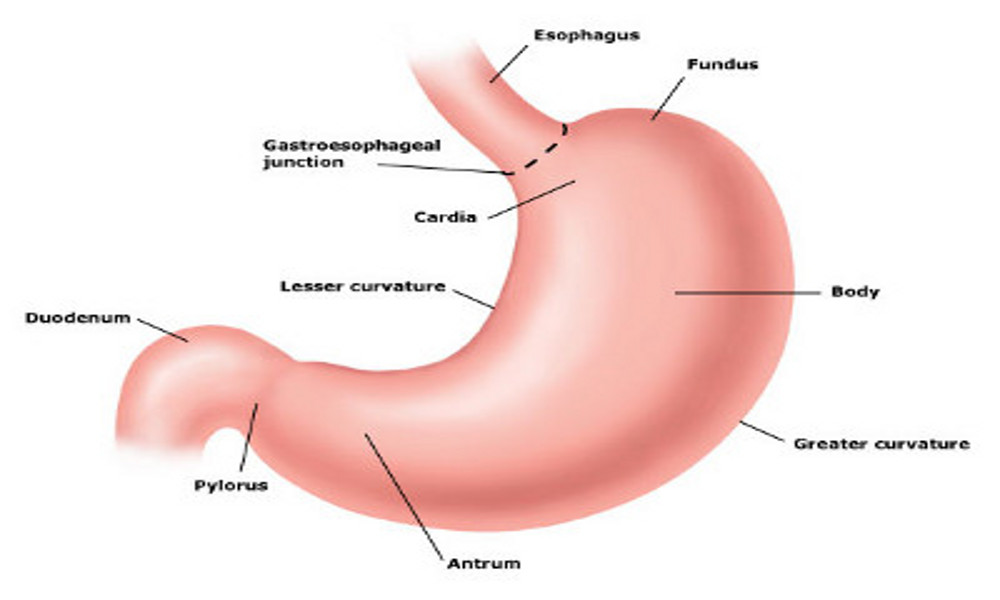 Esophagus
Fundus
Gastroesophageal
junction
Cardia
Lesser curvature
Body
Duodenum
Greater curvature
Pylorus
Antrum